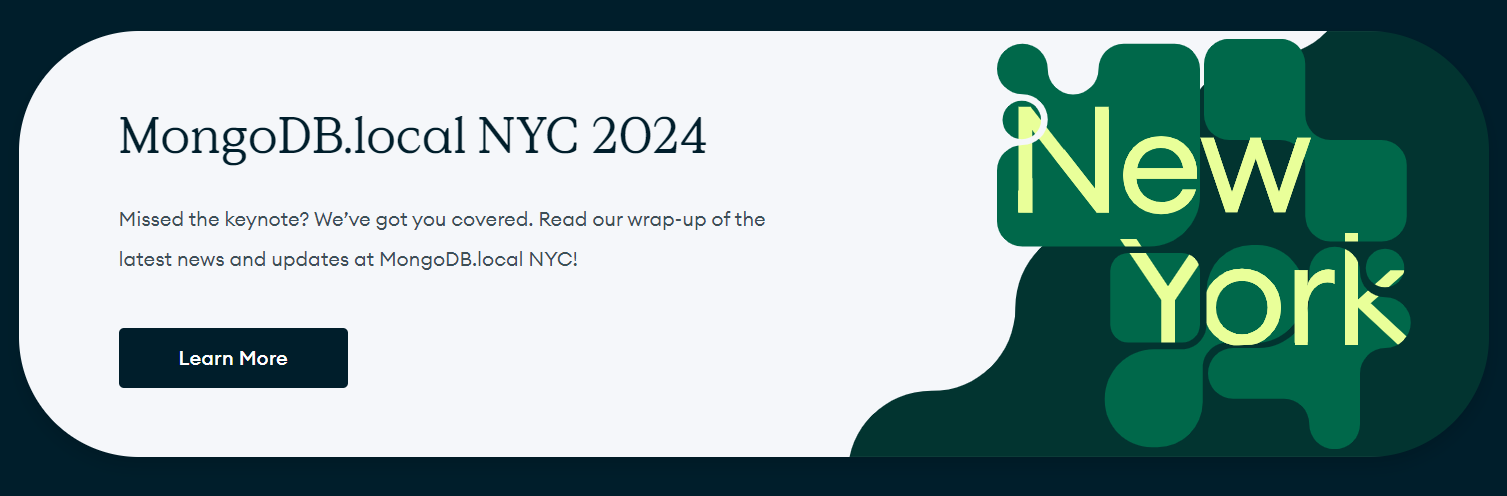 MongoDB.local NYC 2024
Missed the keynote? We’ve got you covered. Read our wrap-up of the
latest news and updates at MongoDB.local NYC!
Learn More
New
York